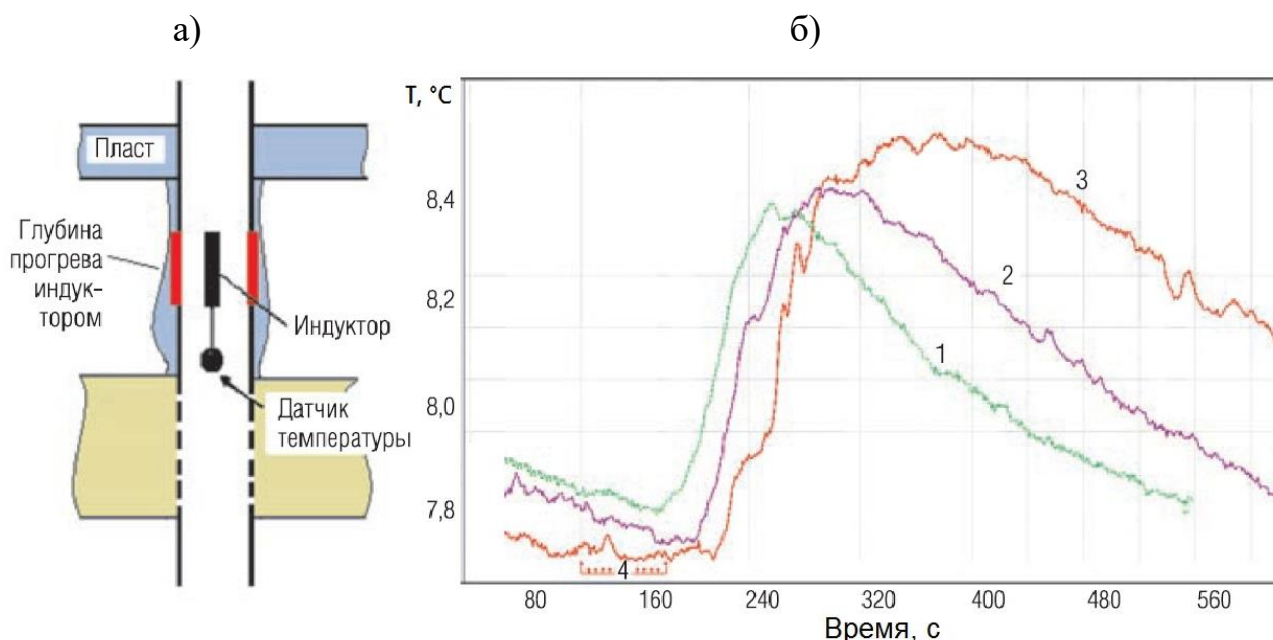 а)
б)
Пласт
Глубина
прогрева
индук-
тором
Индуктор
Датчик
температуры
T, °C
8,4
8,2
8,0
7,8
1
2
3
4
80
160
240
320
400
480
560
Время, с